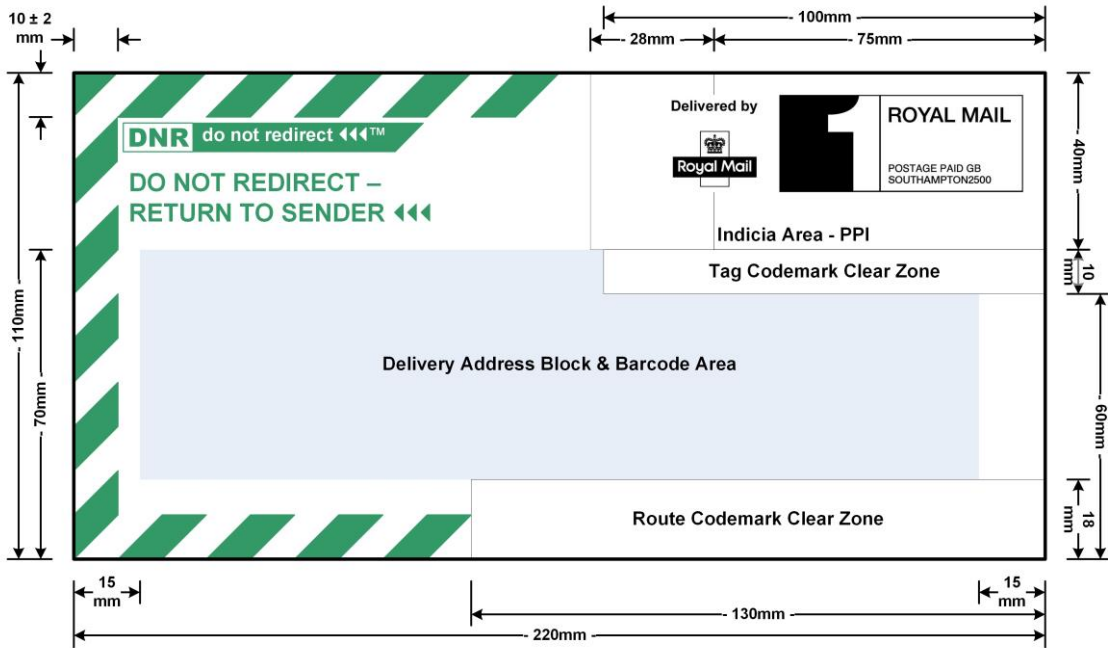 10 ± 2
mm
- 100mm -
- 28mm -
- 75mm -
DNR do not redirect ™
DO NOT REDIRECT –
RETURN TO SENDER
Delivered by
Royal Mail
1
ROYAL MAIL
POSTAGE PAID GB
SOUTHAMPTON2500
Indicia Area - PPI
Tag Codemark Clear Zone
Delivery Address Block & Barcode Area
Route Codemark Clear Zone
- 110mm -
- 70mm -
- 40mm -
10
mm
- 60mm -
18
mm
15
mm
15
mm
- 130mm -
- 220mm -